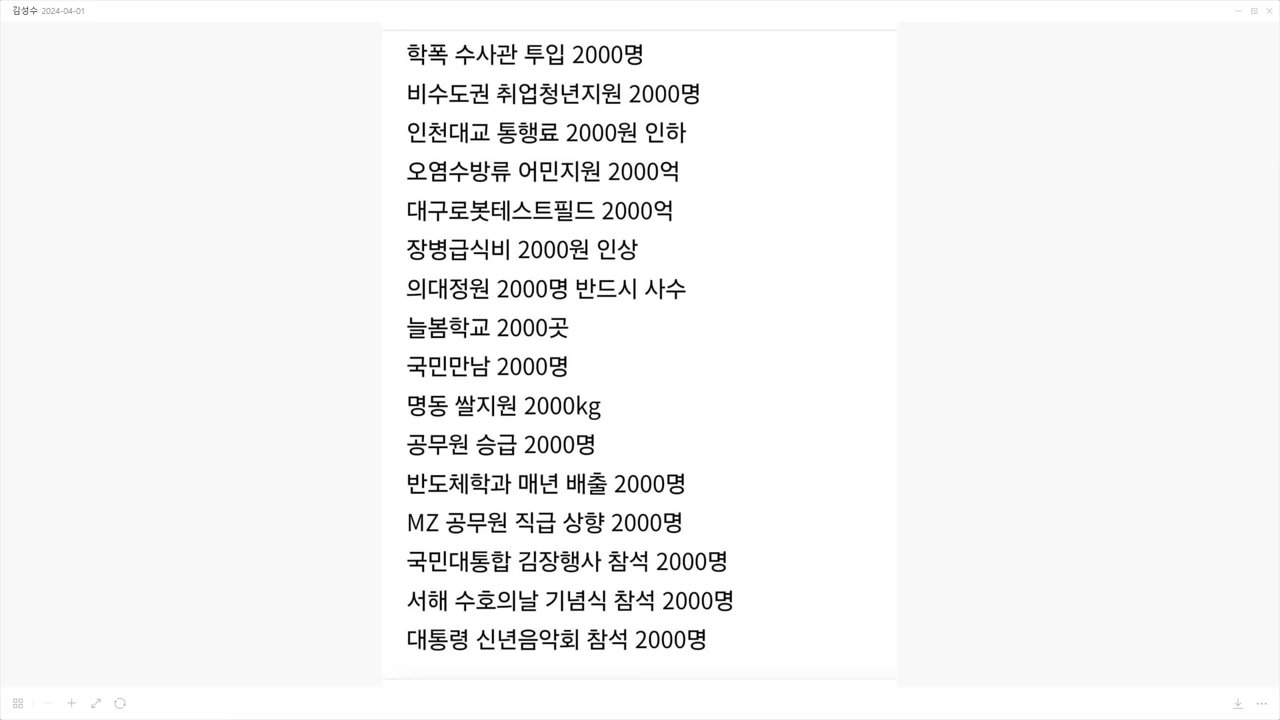 김성수 2024-04-01
학폭 수사관 투입 2000명
비수도권 취업청년지원 2000명
인천대교 통행료 2000원 인하
오염수방류 어민지원 2000억
대구로봇테스트필드 2000억
장병급식비 2000원 인상
의대정원 2000명 반드시 사수
늘봄학교 2000곳
국민만남 2000명
명동 쌀지원 2000kg
공무원 승급 2000명
반도체학과 매년 배출 2000명
MZ 공무원 직급 상향 2000명
국민대통합 김장행사 참석 2000명
서해 수호의날 기념식 참석 2000명
대통령 신년음악회 참석 2000명